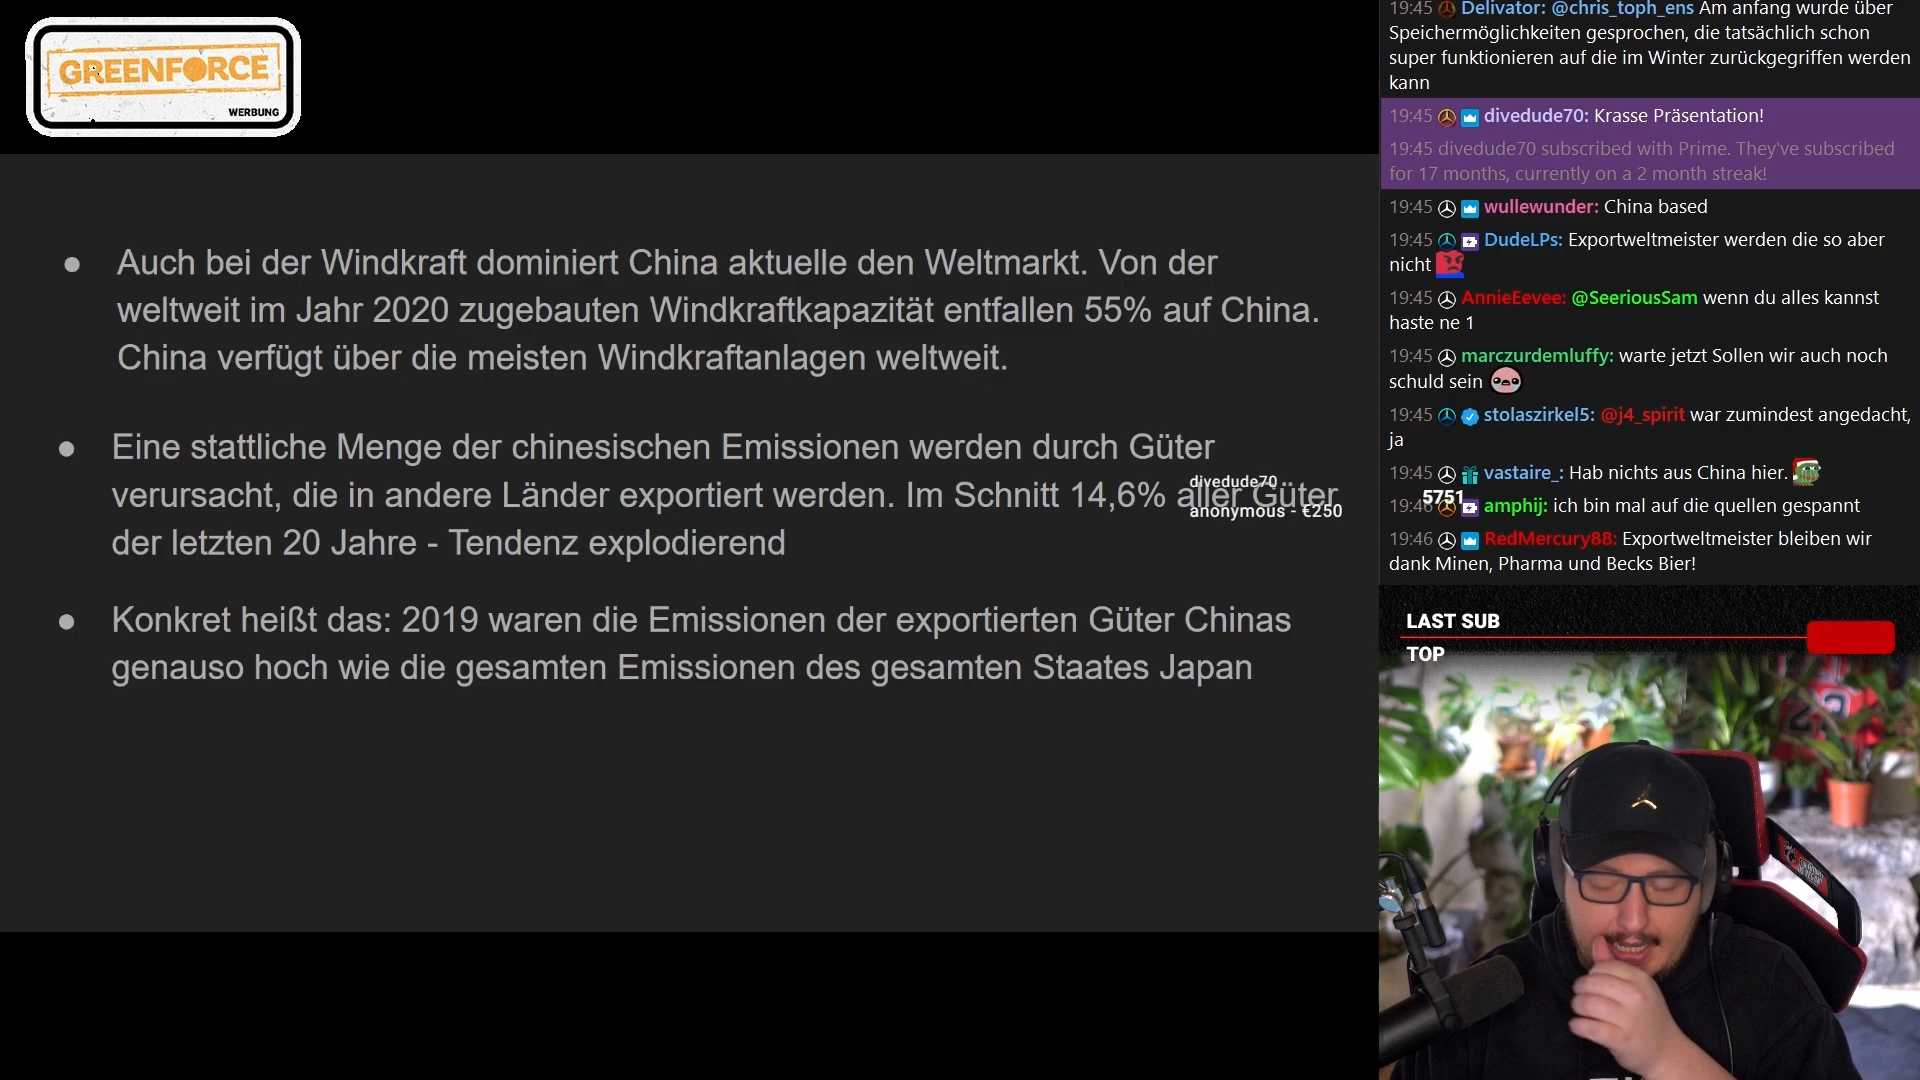 GREENFORCE
WERBUNG
● Auch bei der Windkraft dominiert China aktuelle den Weltmarkt. Von der
weltweit im Jahr 2020 zugebauten Windkraftkapazität entfallen 55% auf China.
China verfügt über die meisten Windkraftanlagen weltweit.
● Eine stattliche Menge der chinesischen Emissionen werden durch Güter
verursacht, die in andere Länder exportiert werden. Im Schnitt 14,6% aller Güter
der letzten 20 Jahre - Tendenz explodierend
● Konkret heißt das: 2019 waren die Emissionen der exportierten Güter Chinas
genauso hoch wie die gesamten Emissionen des gesamten Staates Japan
divedude70
anonymous - €250
19:45 Delivator: @chris_toph_ens Am anfang wurde über
Speichermöglichkeiten gesprochen, die tatsächlich schon
super funktionieren auf die im Winter zurückgegriffen werden
kann
19:45 divedude70: Krasse Präsentation!
19:45 divedude70 subscribed with Prime. They've subscribed
for 17 months, currently on a 2 month streak!
19:45 wullewunder: China based
19:45 DudeLPs: Exportweltmeister werden die so aber
nicht
19:45 AnnieEevee: @SeeriousSam wenn du alles kannst
haste ne 1
19:45 marczurdemluffy: warte jetzt Sollen wir auch noch
schuld sein
19:45 stolaszirkel5: @j4_spirit war zumindest angedacht,
ja
19:45 vastaire_: Hab nichts aus China hier.
5751
19:46 amphij: ich bin mal auf die quellen gespannt
19:46 RedMercury88: Exportweltmeister bleiben wir
dank Minen, Pharma und Becks Bier!
LAST SUB
TOP